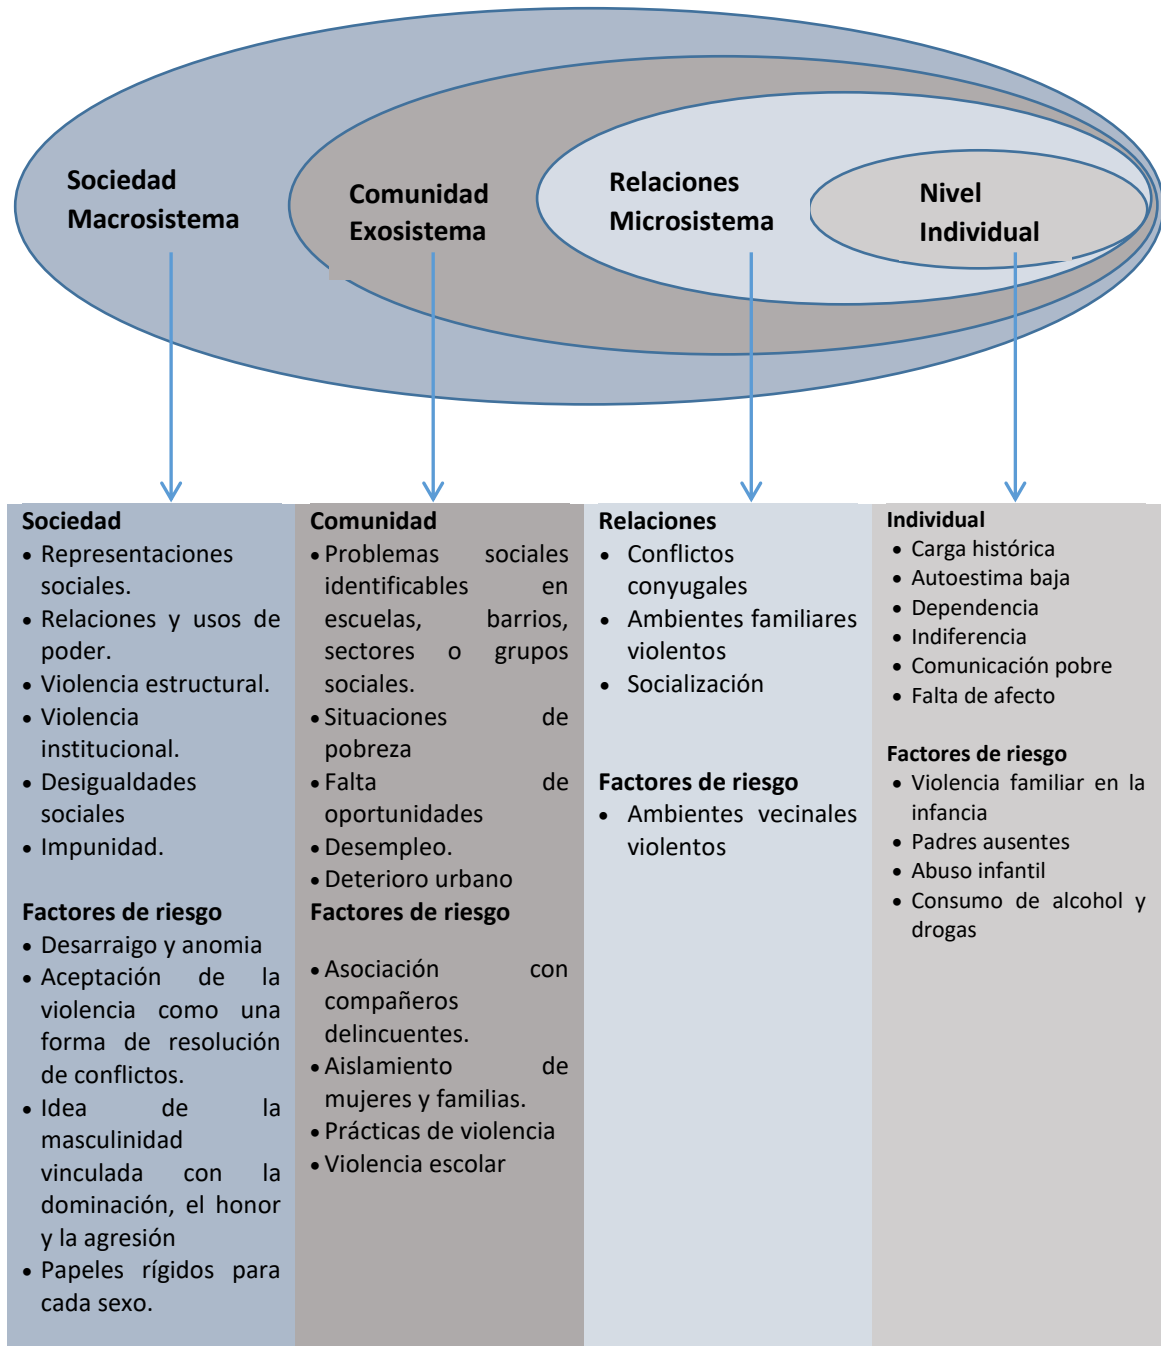 Sociedad
Macrosistema
Comunidad
Exosistema
Relaciones
Microsistema
Nivel
Individual
Sociedad
• Representaciones
sociales.
• Relaciones y usos de
poder.
• Violencia estructural.
• Violencia
institucional.
• Desigualdades
sociales
• Impunidad.
Factores de riesgo
• Desarraigo y anomia
• Aceptación de la
violencia como una
forma de resolución
de conflictos.
• Idea de la
masculinidad
vinculada con la
dominación, el honor
y la agresión
• Papeles rígidos para
cada sexo.
Comunidad
• Problemas sociales
identificables en
escuelas, barrios,
sectores o grupos
sociales.
• Situaciones de
pobreza
• Falta de
oportunidades
• Desempleo.
• Deterioro urbano
Factores de riesgo
• Asociación con
compañeros
delincuentes.
• Aislamiento de
mujeres y familias.
• Prácticas de violencia
• Violencia escolar
Relaciones
• Conflictos
conyugales
• Ambientes familiares
violentos
• Socialización
Factores de riesgo
• Ambientes vecinales
violentos
Individual
• Carga histórica
• Autoestima baja
• Dependencia
• Indiferencia
• Comunicación pobre
• Falta de afecto
Factores de riesgo
• Violencia familiar en la
infancia
• Padres ausentes
• Abuso infantil
• Consumo de alcohol y
drogas